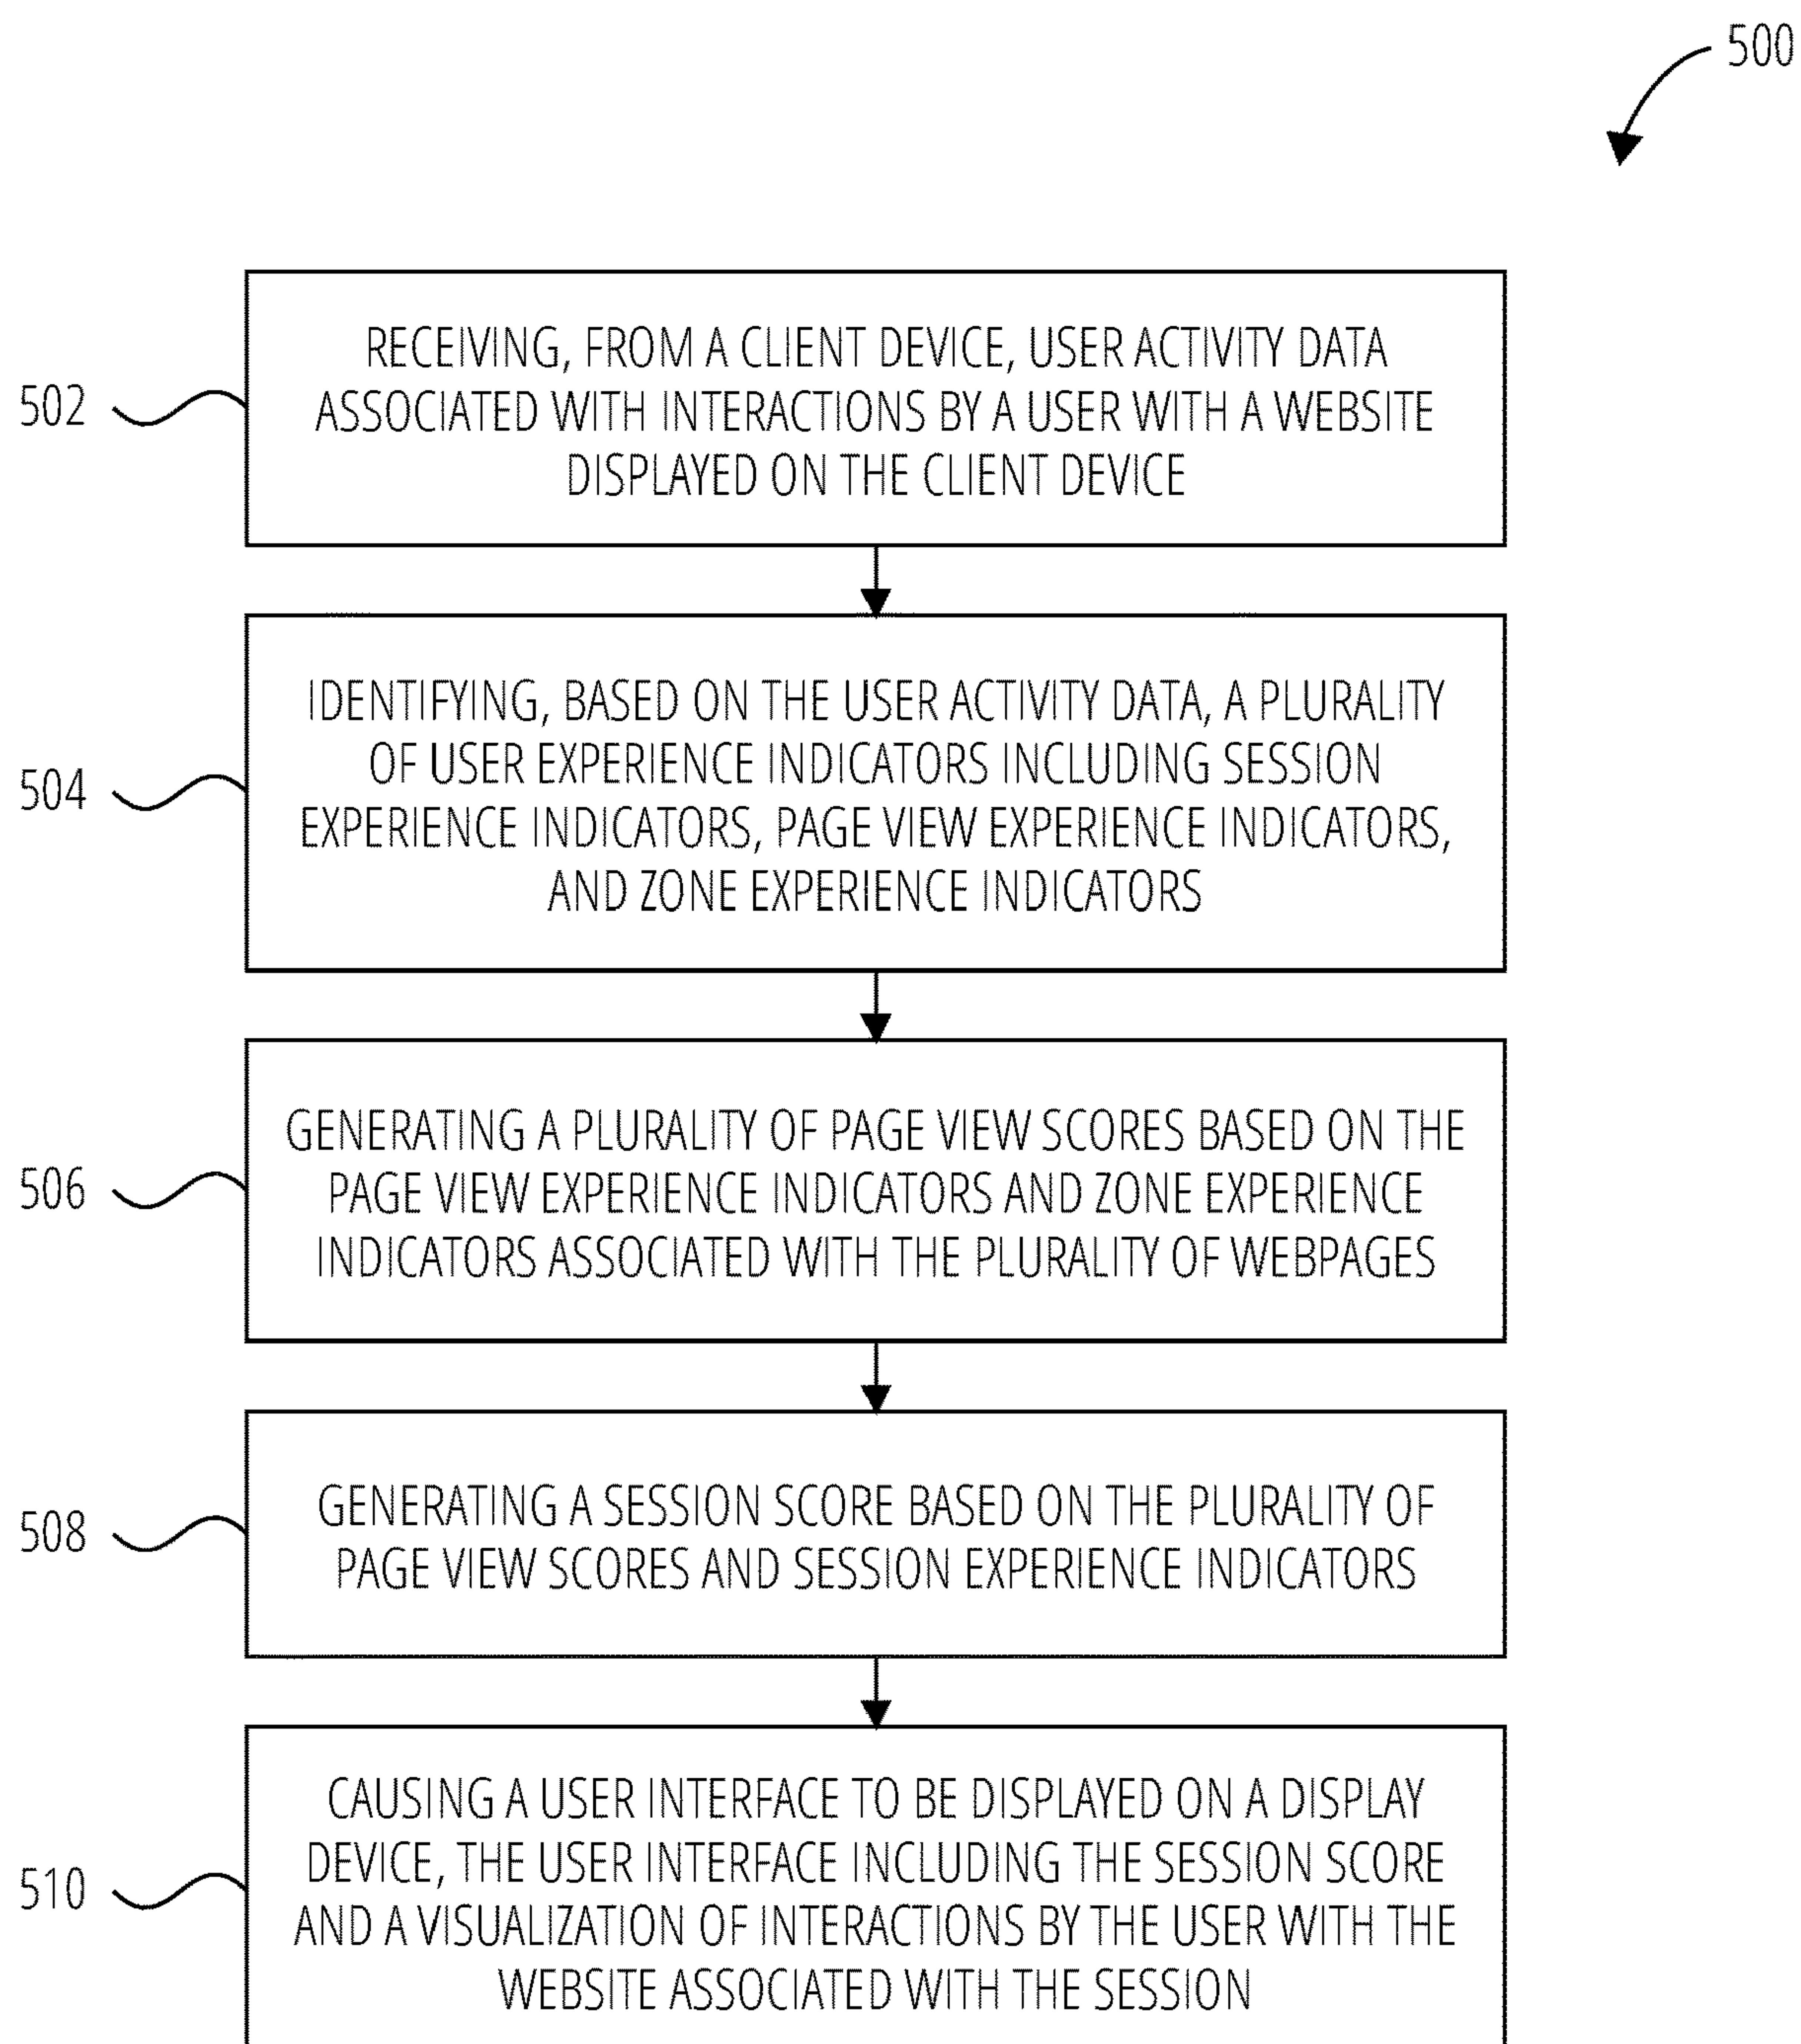 500
502
RECEIVING, FROM A CLIENT DEVICE, USER ACTIVITY DATA
ASSOCIATED WITH INTERACTIONS BY A USER WITH A WEBSITE
DISPLAYED ON THE CLIENT DEVICE
504
IDENTIFYING, BASED ON THE USER ACTIVITY DATA, A PLURALITY
OF USER EXPERIENCE INDICATORS INCLUDING SESSION
EXPERIENCE INDICATORS, PAGE VIEW EXPERIENCE INDICATORS,
AND ZONE EXPERIENCE INDICATORS
506
GENERATING A PLURALITY OF PAGE VIEW SCORES BASED ON THE
PAGE VIEW EXPERIENCE INDICATORS AND ZONE EXPERIENCE
INDICATORS ASSOCIATED WITH THE PLURALITY OF WEBPAGES
508
GENERATING A SESSION SCORE BASED ON THE PLURALITY OF
PAGE VIEW SCORES AND SESSION EXPERIENCE INDICATORS
510
CAUSING A USER INTERFACE TO BE DISPLAYED ON A DISPLAY
DEVICE, THE USER INTERFACE INCLUDING THE SESSION SCORE
AND A VISUALIZATION OF INTERACTIONS BY THE USER WITH THE
WEBSITE ASSOCIATED WITH THE SESSION